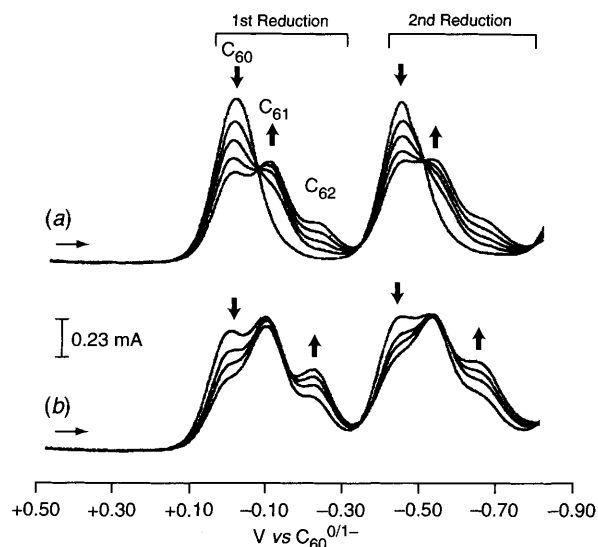 1st Reduction 2nd Reduction
C60
C61
C62
(a)
0.23 mA
(b)
+0.50 +0.30 +0.10 −0.10 −0.30 −0.50 −0.70 −0.90
V vs C60 0/1−